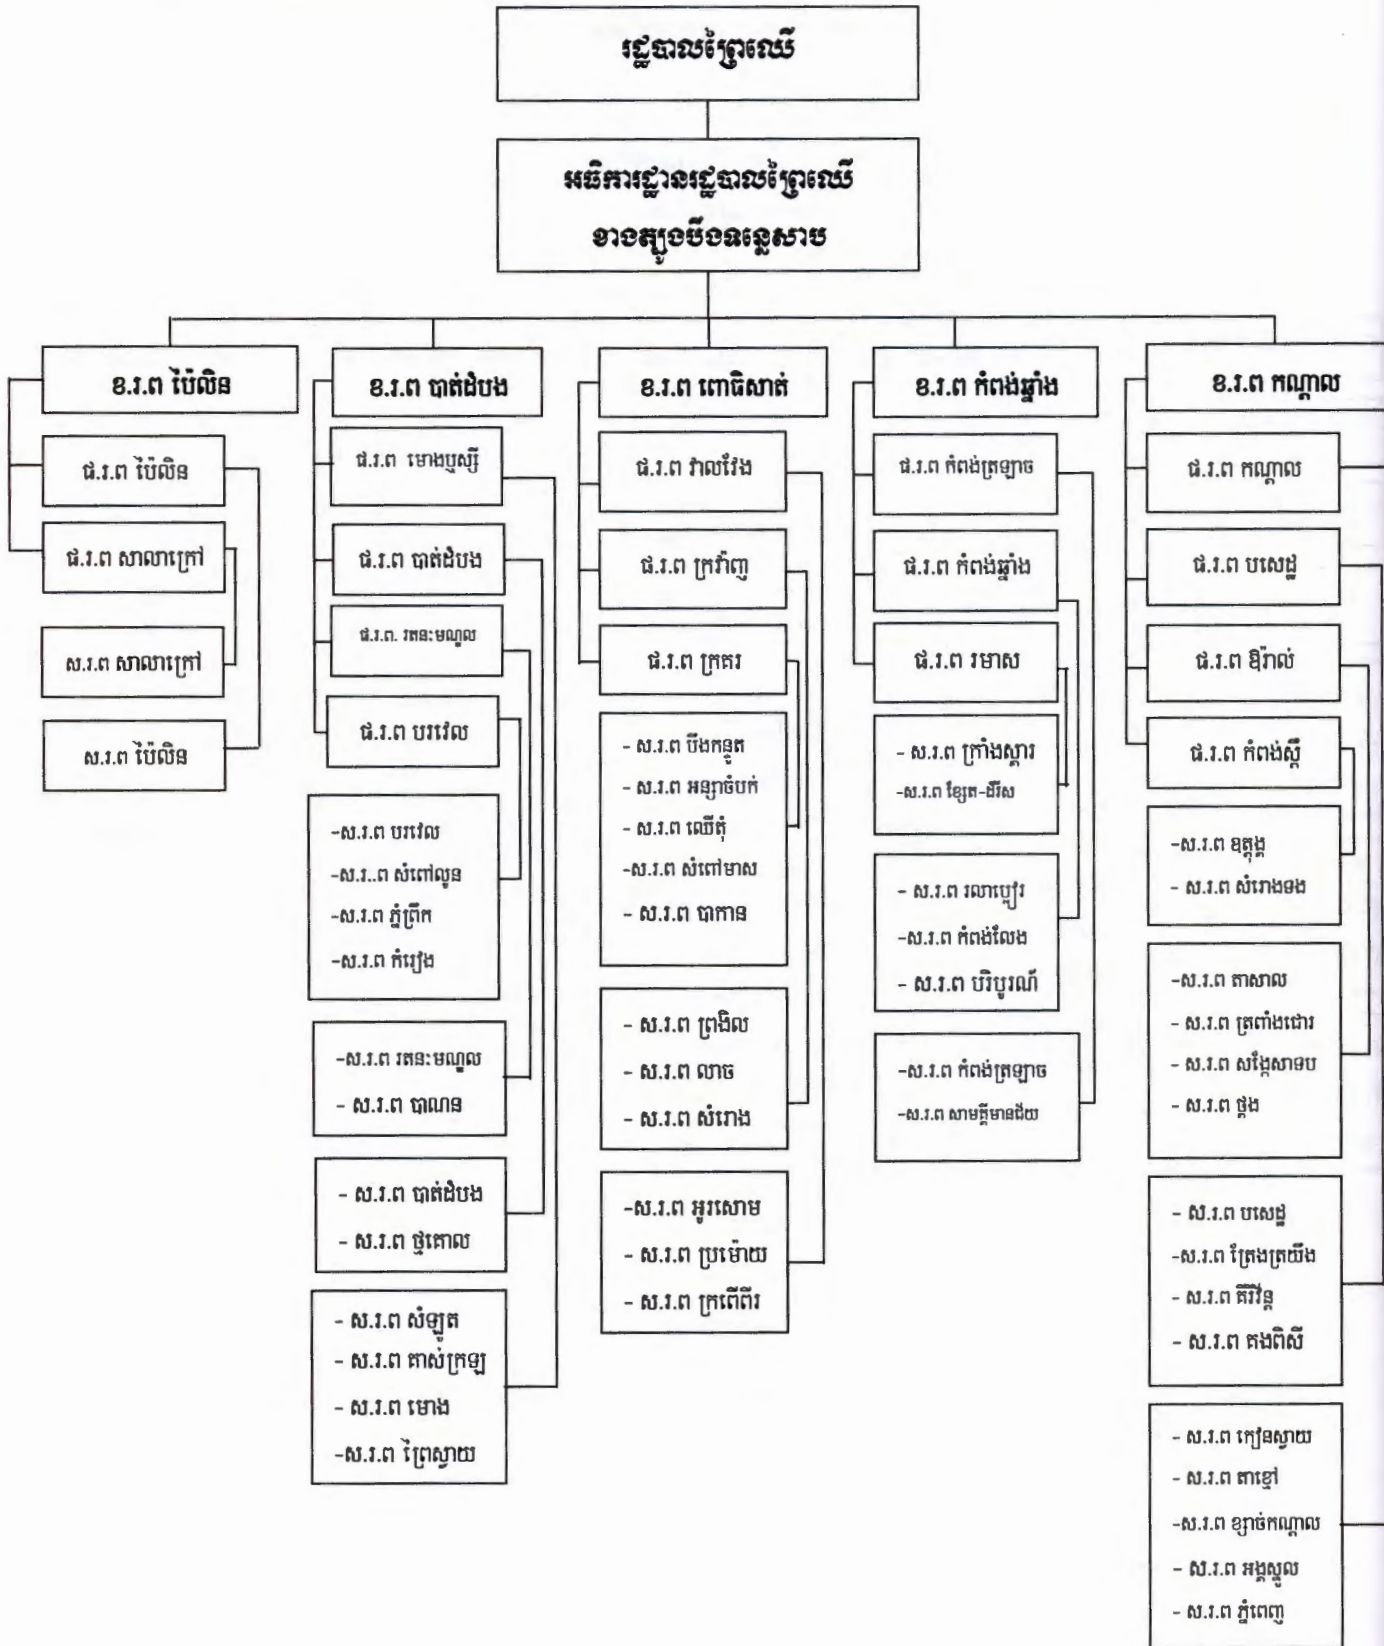 រដ្ឋបាលព្រៃឈើ
អធិការដ្ឋានរដ្ឋបាលព្រៃឈើ
ខាងត្បូងបឹងទន្លេសាប
ខ.រ.ព ប៉ៃលិន
ផ.រ.ព ប៉ៃលិន
ផ.រ.ព សាលាក្រៅ
ស.រ.ព សាលាក្រៅ
ស.រ.ព ប៉ៃលិន
ខ.រ.ព បាត់ដំបង
ផ.រ.ព មោងឫស្សី
ផ.រ.ព បាត់ដំបង
ផ.រ.ព. រតនៈមណ្ឌល
ផ.រ.ព បរវេល
-ស.រ.ព បរវេល
-ស.រ..ព សំពៅលូន
-ស.រ.ព ភ្នំព្រឹក
-ស.រ.ព កំរៀង
-ស.រ.ព រតនៈមណ្ឌល
- ស.រ.ព បាណន
- ស.រ.ព បាត់ដំបង
- ស.រ.ព ថ្មគោល
- ស.រ.ព សំឡូត
- ស.រ.ព គាស់ក្រឡ
- ស.រ.ព មោង
-ស.រ.ព ព្រៃស្វាយ
ខ.រ.ព ពោធិសាត់
ផ.រ.ព វាលវែង
ផ.រ.ព ក្រវ៉ាញ
ផ.រ.ព ក្រគរ
- ស.រ.ព បឹងកន្ទួត
- ស.រ.ព អន្សាចំបក់
- ស.រ.ព ឈើតុំ
-ស.រ.ព សំពៅមាស
- ស.រ.ព បាកាន
- ស.រ.ព ព្រងិល
- ស.រ.ព លាច
- ស.រ.ព សំរោង
-ស.រ.ព អូរសោម
- ស.រ.ព ប្រម៉ោយ
- ស.រ.ព ក្រពើពីរ
ខ.រ.ព កំពង់ឆ្នាំង
ផ.រ.ព កំពង់ត្រឡាច
ផ.រ.ព កំពង់ឆ្នាំង
ផ.រ.ព រមាស
- ស.រ.ព ក្រាំងស្គារ
-ស.រ.ព ខ្សែត-ដីរីស
- ស.រ.ព រលាប្អៀរ
-ស.រ.ព កំពង់លែង
- ស.រ.ព បរិបូរណ៍
-ស.រ.ព កំពង់ត្រឡាច
-ស.រ.ព សាមគ្គីមានជ័យ
ខ.រ.ព កណ្តាល
ផ.រ.ព កណ្តាល
ផ.រ.ព បសេដ្ឋ
ផ.រ.ព ឱរ៉ាល់
ផ.រ.ព កំពង់ស្ពឺ
-ស.រ.ព ឧត្តុង្គ
- ស.រ.ព សំរោងទង
-ស.រ.ព តាសាល
- ស.រ.ព ត្រពាំងជោរ
- ស.រ.ព សង្កែសាទប
- ស.រ.ព ថ្ពង
- ស.រ.ព បសេដ្ឋ
-ស.រ.ព ត្រែងត្រយឹង
- ស.រ.ព គិរីវ័ន្ត
- ស.រ.ព គងពិសី
- ស.រ.ព កៀនស្វាយ
- ស.រ.ព តាខ្មៅ
-ស.រ.ព ខ្សាច់កណ្តាល
- ស.រ.ព អង្គស្នួល
- ស.រ.ព ភ្នំពេញ